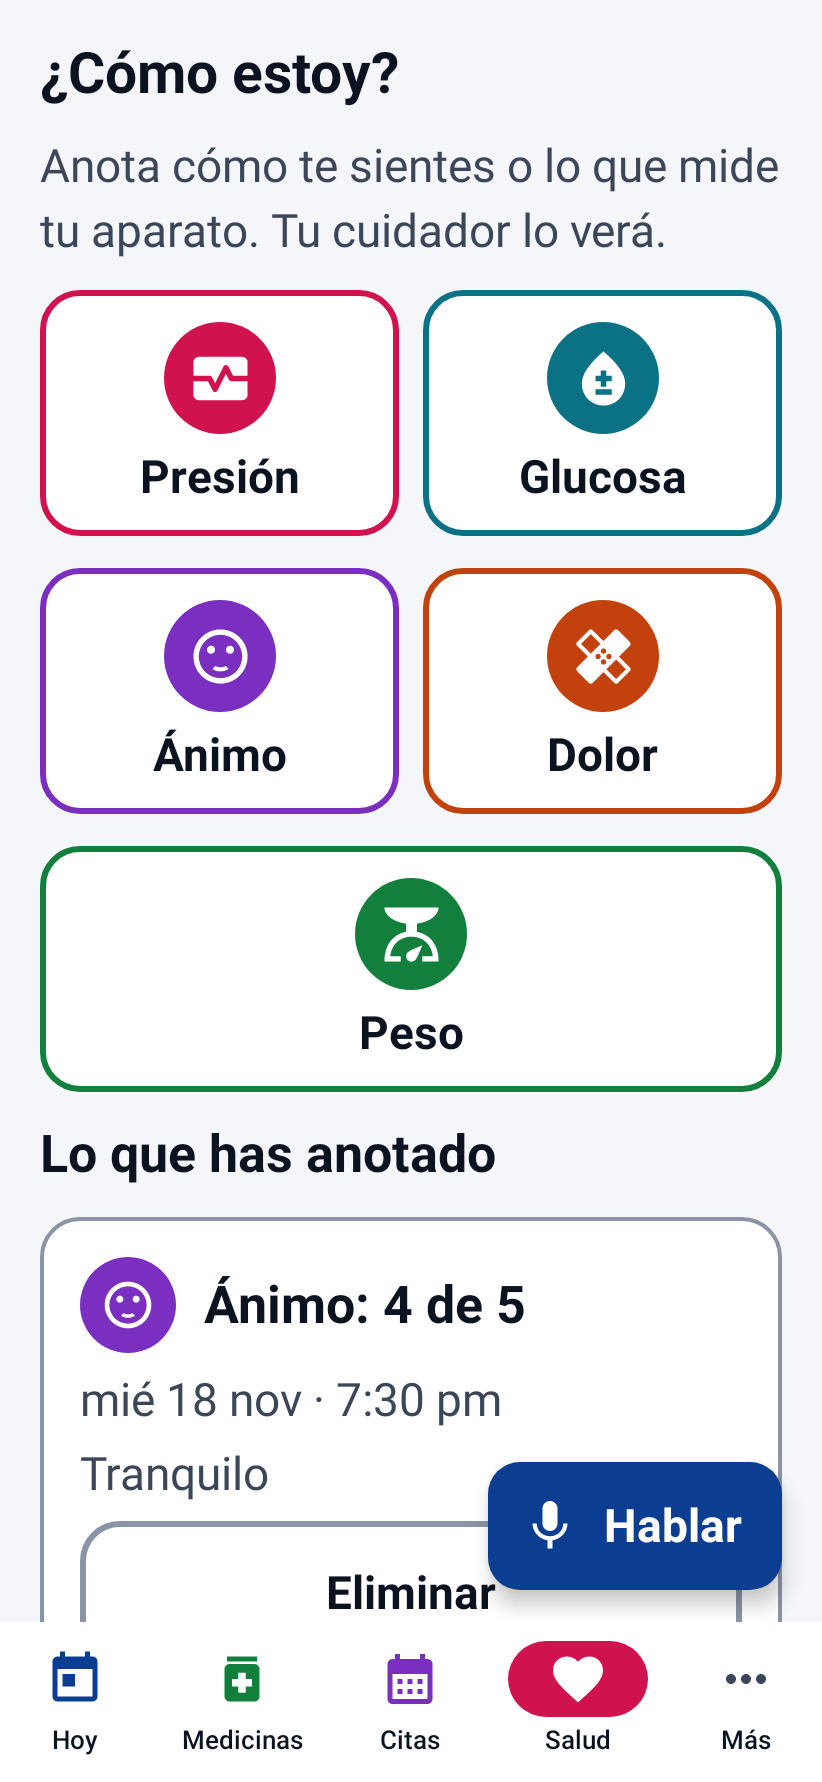 ¿Cómo estoy?
Anota cómo te sientes o lo que mide
tu aparato. Tu cuidador lo verá.
Presión
Glucosa
Ánimo
Dolor
Peso
Lo que has anotado
Ánimo: 4 de 5
mié 18 nov · 7:30 pm
Tranquilo
Hablar
Eliminar
Hoy
Medicinas
Citas
Salud
Más